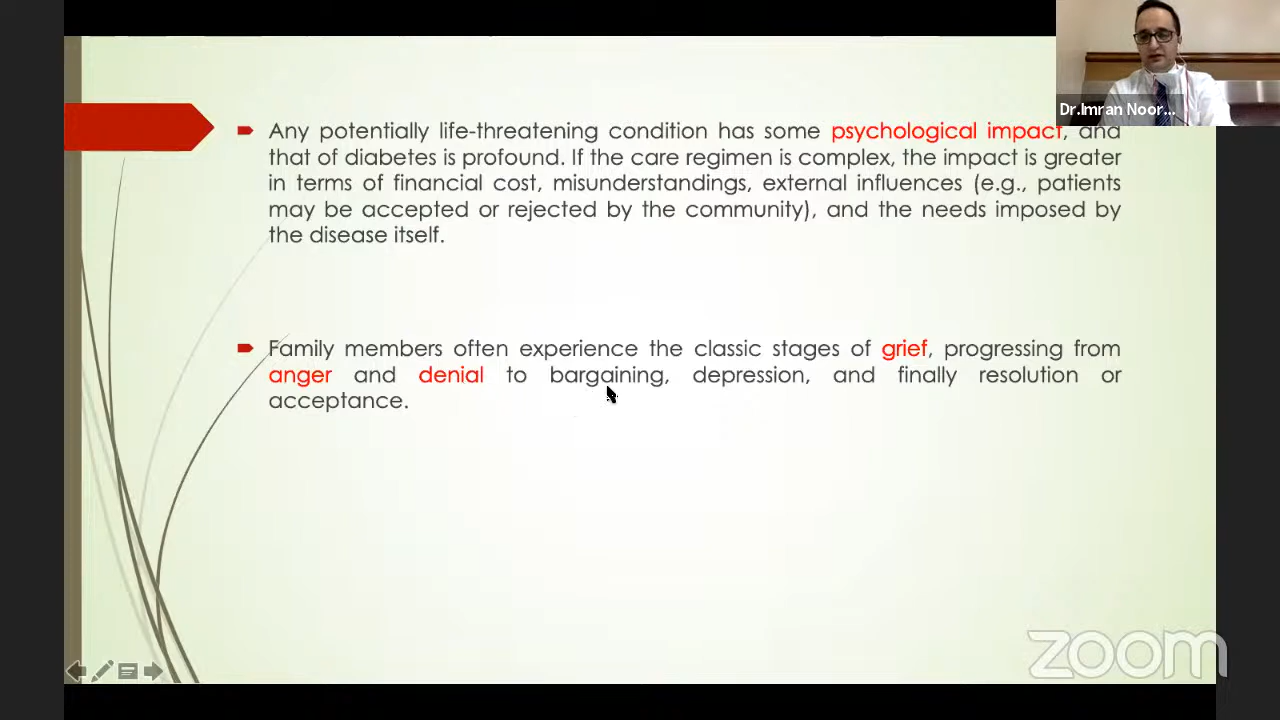 Dr.Imran Noor...
Any potentially life-threatening condition has some psychological impact, and
that of diabetes is profound. If the care regimen is complex, the impact is greater
in terms of financial cost, misunderstandings, external influences (e.g., patients
may be accepted or rejected by the community), and the needs imposed by
the disease itself.
Family members often experience the classic stages of grief, progressing from
anger and denial to bargaining, depression, and finally resolution or
acceptance.
zoom